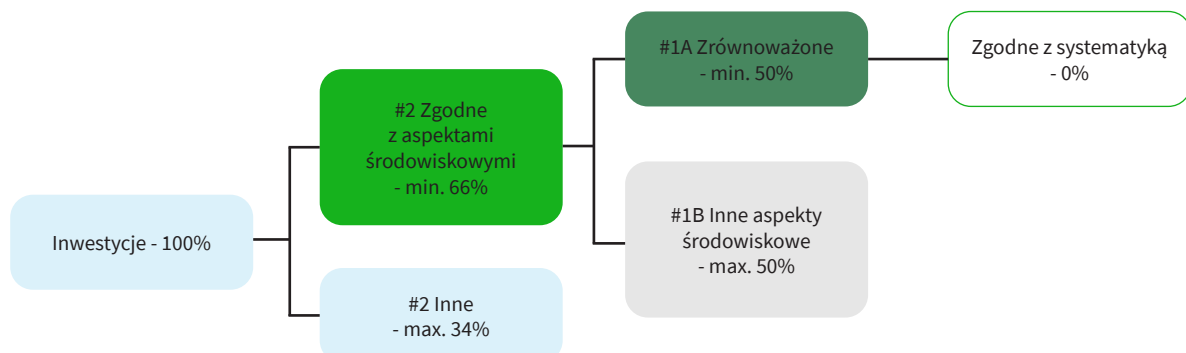 Inwestycje - 100%
#2 Zgodne
z aspektami
środowiskowymi
- min. 66%
#2 Inne
- max. 34%
#1A Zrównoważone
- min. 50%
#1B Inne aspekty
środowiskowe
- max. 50%
Zgodne z systematyką
- 0%